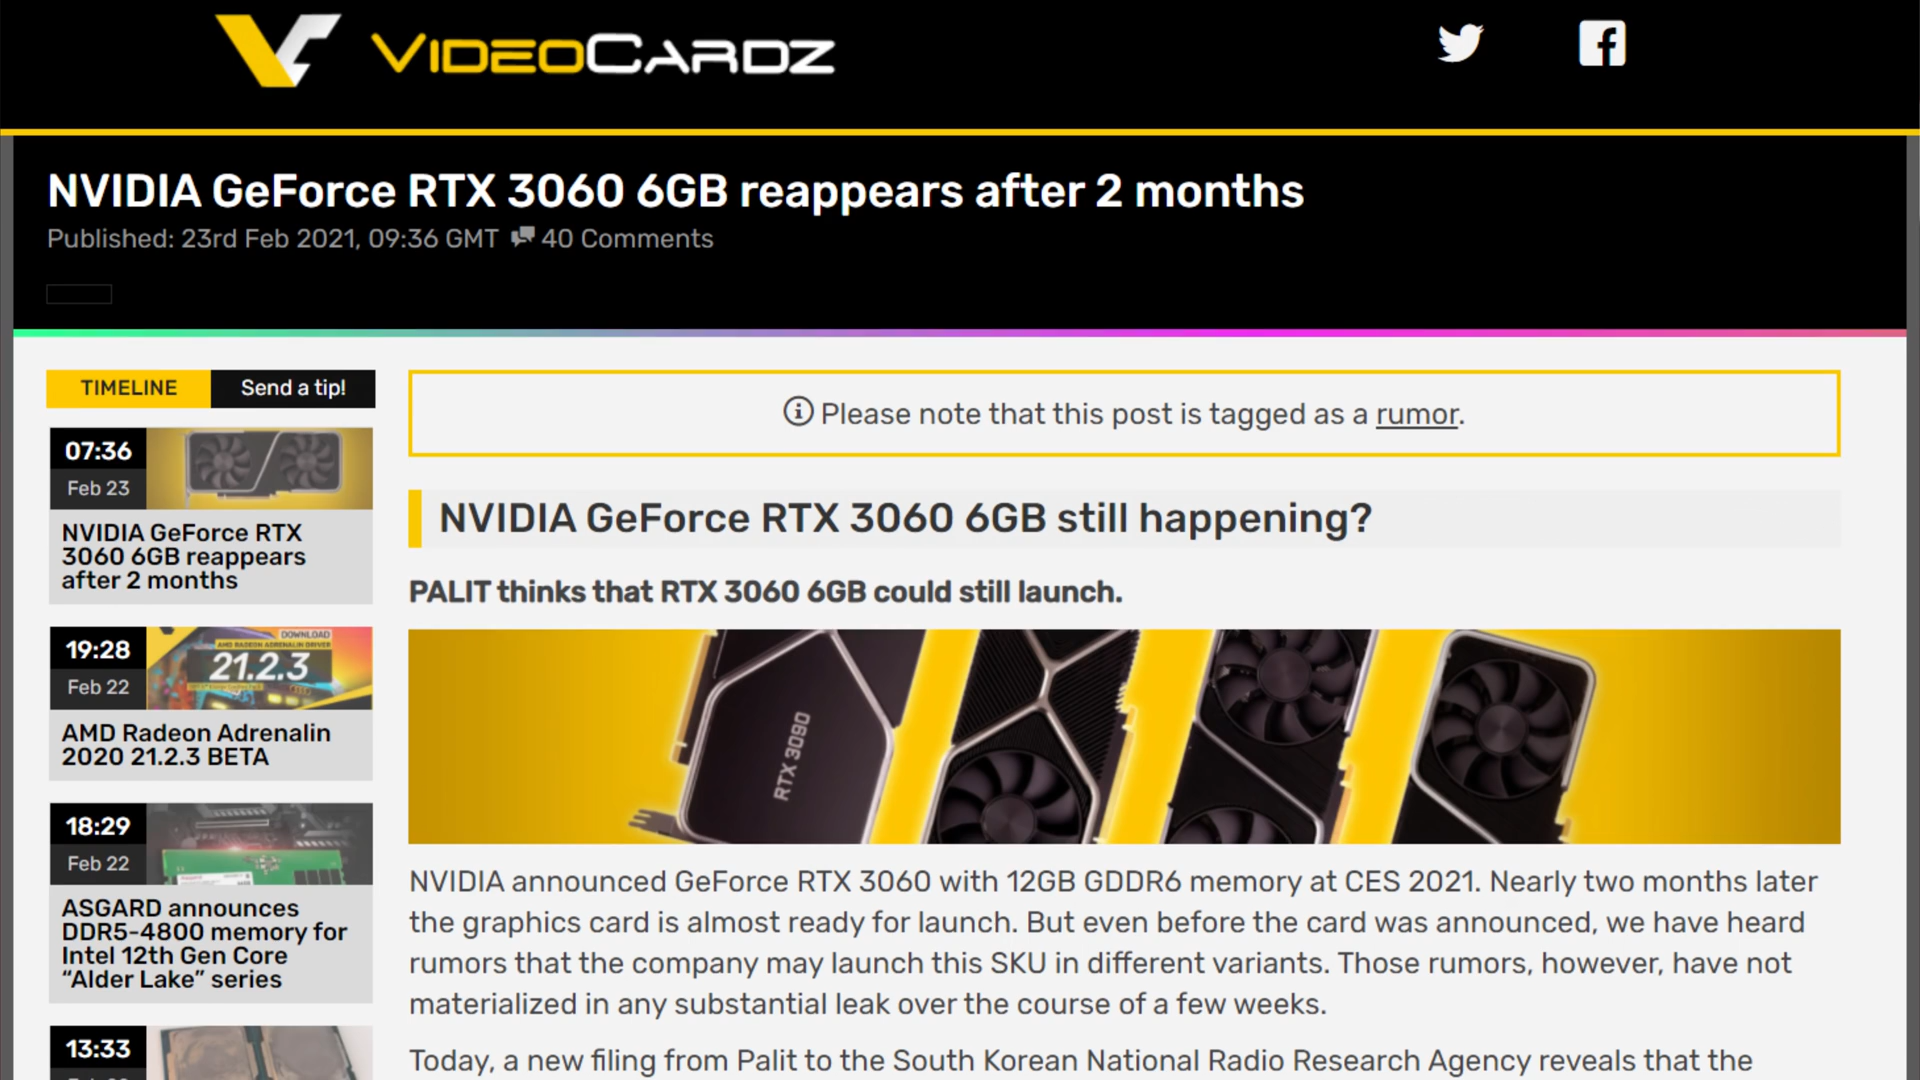 VIDEOCARDZ
NVIDIA GeForce RTX 3060 6GB reappears after 2 months
Published: 23rd Feb 2021, 09:36 GMT 40 Comments
TIMELINE
Send a tip!
07:36
Feb 23
NVIDIA GeForce RTX
3060 6GB reappears
after 2 months
19:28
Feb 22
DOWNLOAD
AMD RADEON ADRENALIN DRIVER
21.2.3
AMD Radeon Adrenalin
2020 21.2.3 BETA
18:29
Feb 22
ASGARD announces
DDR5-4800 memory for
Intel 12th Gen Core
“Alder Lake” series
13:33
Please note that this post is tagged as a rumor.
NVIDIA GeForce RTX 3060 6GB still happening?
PALIT thinks that RTX 3060 6GB could still launch.
RTX 3090
NVIDIA announced GeForce RTX 3060 with 12GB GDDR6 memory at CES 2021. Nearly two months later
the graphics card is almost ready for launch. But even before the card was announced, we have heard
rumors that the company may launch this SKU in different variants. Those rumors, however, have not
materialized in any substantial leak over the course of a few weeks.
Today, a new filing from Palit to the South Korean National Radio Research Agency reveals that the